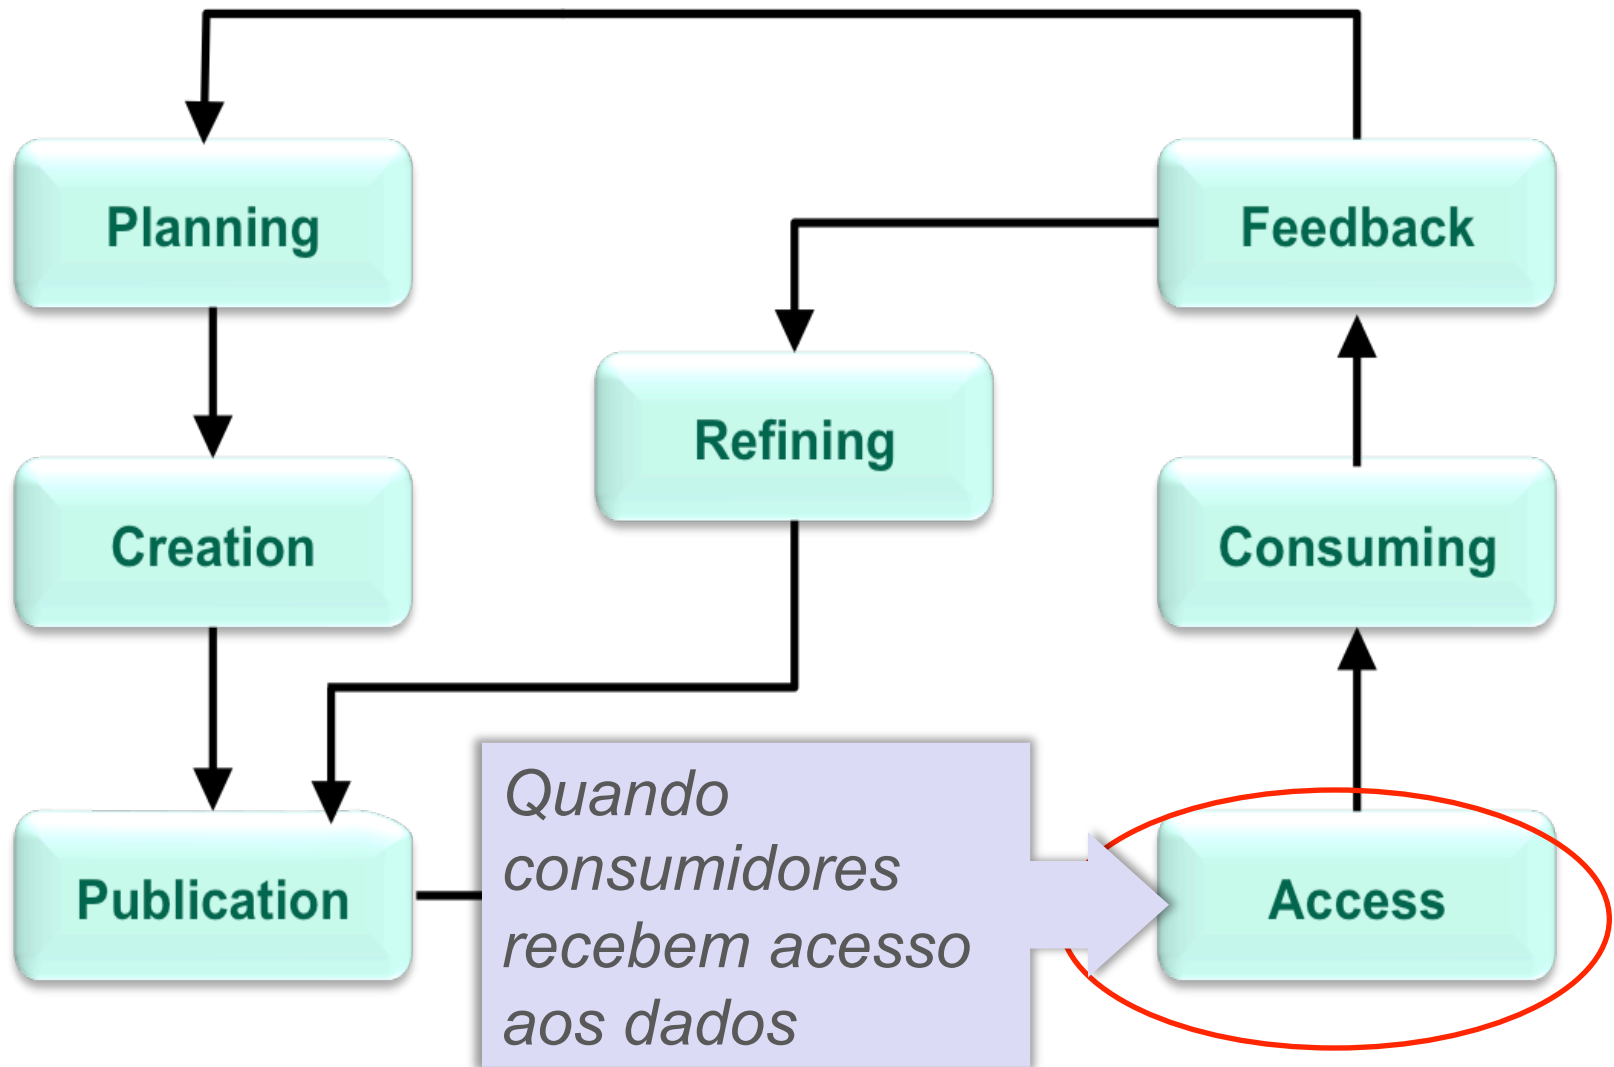 Planning
Feedback
Refining
Creation
Consuming
Publication
Quando
consumidores
recebem acesso
aos dados
Access